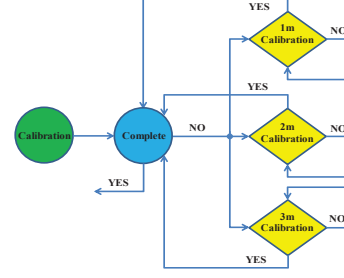 YES
1m
Calibration
NO
YES
Calibration
Complete
NO
2m
Calibration
NO
YES
3m
Calibration
NO
YES